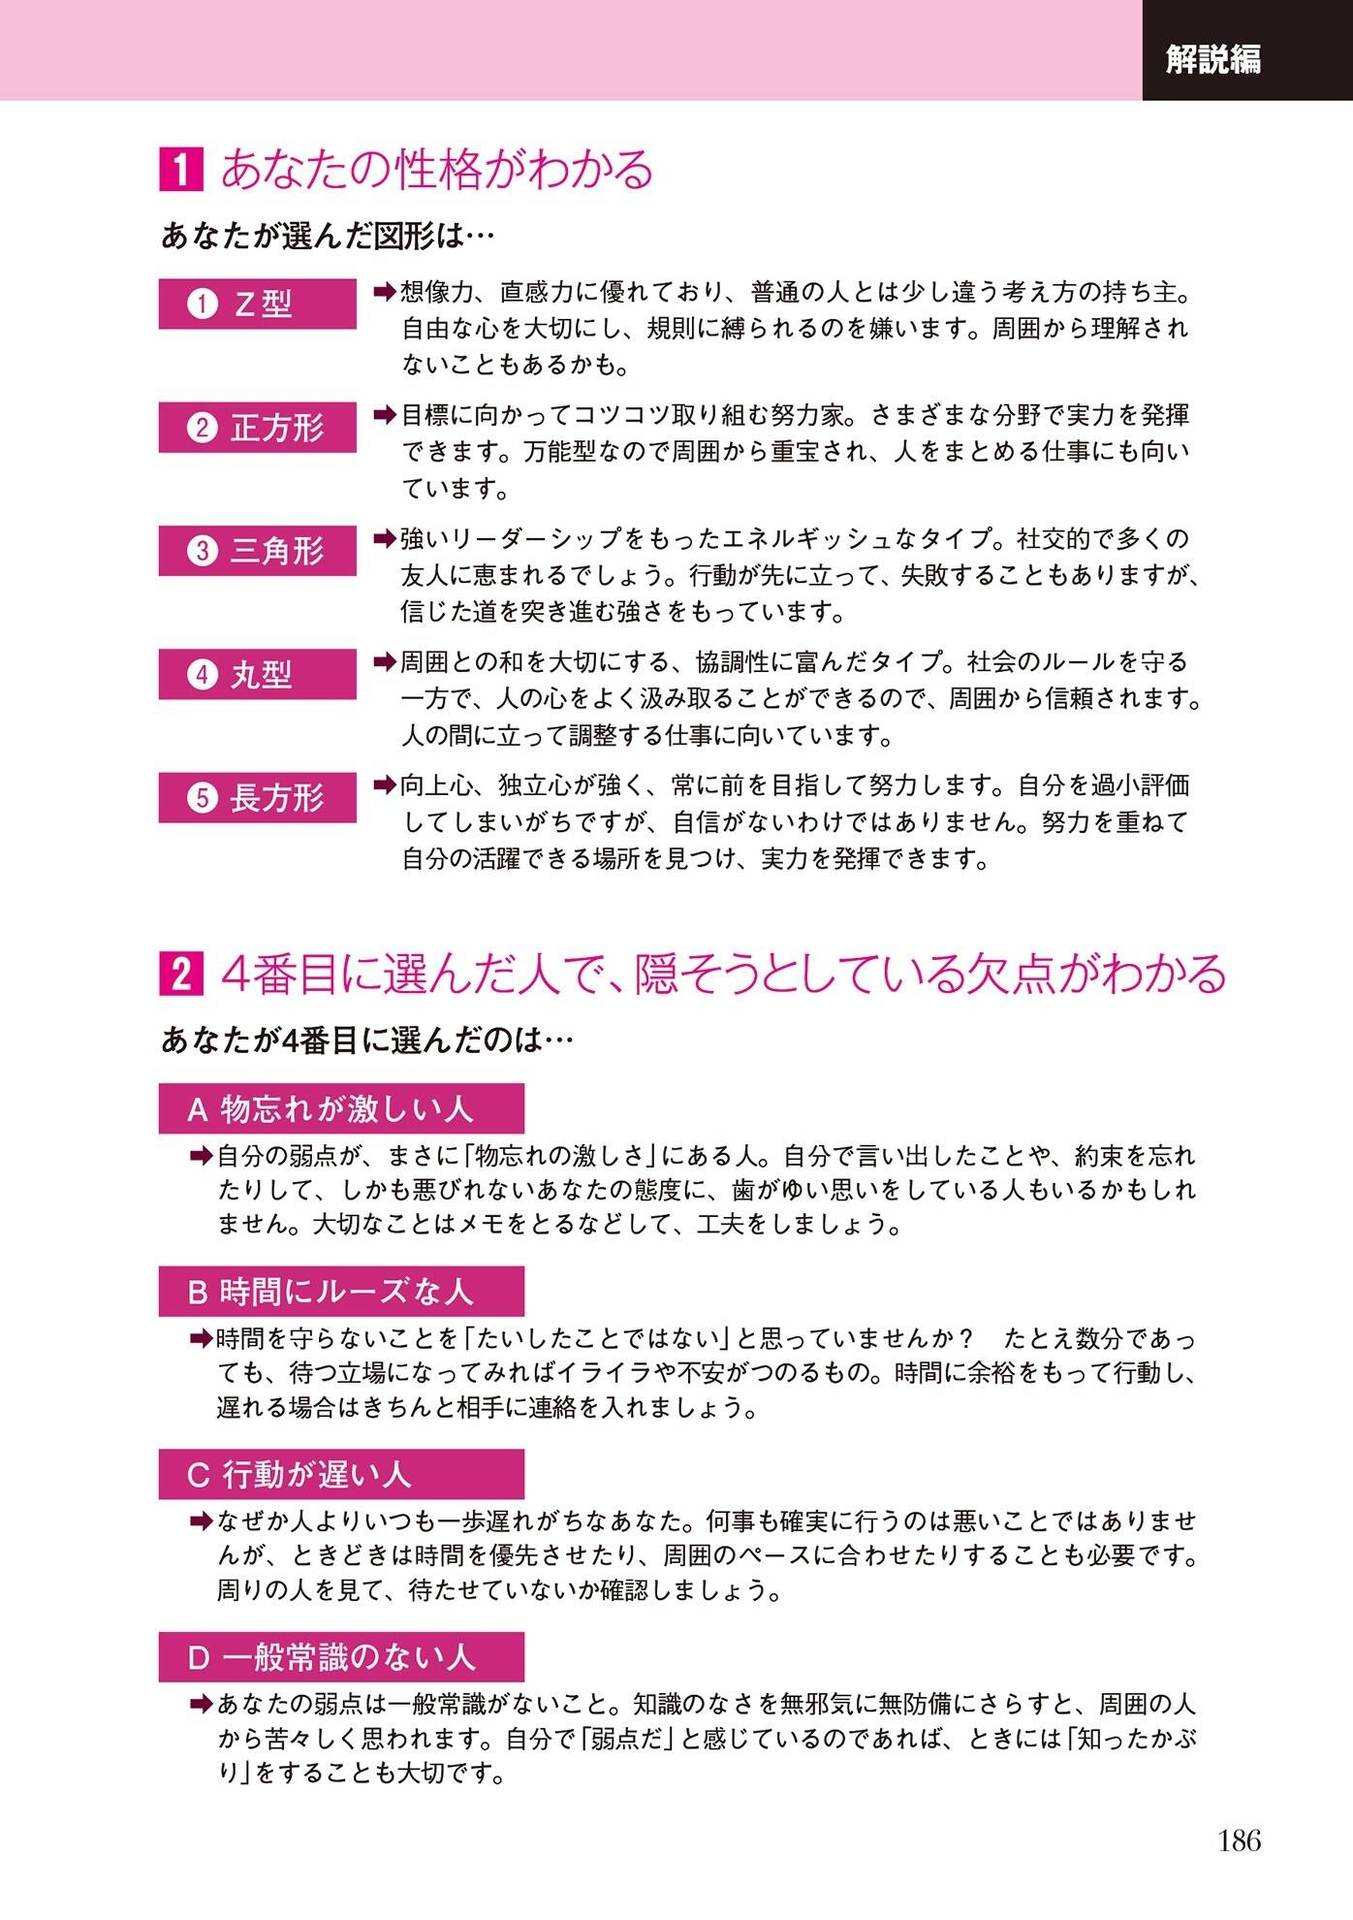 解説編
1 あなたの性格がわかる
あなたが選んだ図形は…
❶ Z型
➡想像力、直感力に優れており、普通の人とは少し違う考え方の持ち主。
自由な心を大切にし、規則に縛られるのを嫌います。周囲から理解され
ないこともあるかも。
❷ 正方形
➡目標に向かってコツコツ取り組む努力家。さまざまな分野で実力を発揮
できます。万能型なので周囲から重宝され、人をまとめる仕事にも向い
ています。
❸ 三角形
➡強いリーダーシップをもったエネルギッシュなタイプ。社交的で多くの
友人に恵まれるでしょう。行動が先に立って、失敗することもありますが、
信じた道を突き進む強さをもっています。
❹ 丸型
➡周囲との和を大切にする、協調性に富んだタイプ。社会のルールを守る
一方で、人の心をよく汲み取ることができるので、周囲から信頼されます。
人の間に立って調整する仕事に向いています。
❺ 長方形
➡向上心、独立心が強く、常に前を目指して努力します。自分を過小評価
してしまいがちですが、自信がないわけではありません。努力を重ねて
自分の活躍できる場所を見つけ、実力を発揮できます。
2 4番目に選んだ人で、隠そうとしている欠点がわかる
あなたが4番目に選んだのは…
A 物忘れが激しい人
➡自分の弱点が、まさに「物忘れの激しさ」にある人。自分で言い出したことや、約束を忘れ
たりして、しかも悪びれないあなたの態度に、歯がゆい思いをしている人もいるかもしれ
ません。大切なことはメモをとるなどして、工夫をしましょう。
B 時間にルーズな人
➡時間を守らないことを「たいしたことではない」と思っていませんか？　たとえ数分であっ
ても、待つ立場になってみればイライラや不安がつのるもの。時間に余裕をもって行動し、
遅れる場合はきちんと相手に連絡を入れましょう。
C 行動が遅い人
➡なぜか人よりいつも一歩遅れがちなあなた。何事も確実に行うのは悪いことではありませ
んが、ときどきは時間を優先させたり、周囲のペースに合わせたりすることも必要です。
周りの人を見て、待たせていないか確認しましょう。
D 一般常識のない人
➡あなたの弱点は一般常識がないこと。知識のなさを無邪気に無防備にさらすと、周囲の人
から苦々しく思われます。自分で「弱点だ」と感じているのであれば、ときには「知ったかぶ
り」をすることも大切です。
186